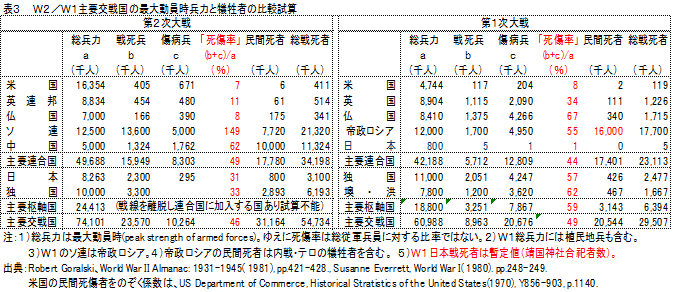 表3　W2／W1主要交戦国の最大動員時兵力と犠牲者の比較試算
第2次大戦　第1次大戦
総兵力　戦死兵　傷病兵　「死傷率」　民間死者　総戦死者　総兵力　戦死兵　傷病兵　「死傷率」　民間死者　総戦死者
a　b　c　(b+c)/a　a　b　c　(b+c)/a
(千人)　(千人)　(千人)　(%)　(千人)　(千人)　(千人)　(千人)　(千人)　(%)　(千人)　(千人)
米国　16,354　405　671　7　6　411　米国　4,744　117　204　8　2　119
英連邦　8,834　454　480　11　61　514　英国　8,904　1,115　2,090　34　111　1,226
仏国　7,000　166　390　8　175　341　仏国　8,410　1,375　4,266　67　340　1,715
ソ連　12,500　13,600　5,000　149　7,720　21,320　帝政ロシア　12,000　1,700　4,950　55　16,000　17,700
中国　5,000　1,324　1,762　62　10,000　11,324　日本　800　5　1　1　0　5
主要連合国　49,688　15,949　8,303　49　17,780　34,198　主要連合国　42,188　5,712　12,809　44　17,401　23,113
日本　8,263　2,300　295　31　800　3,100　独国　11,000　2,051　4,247　57　426　2,477
独国　10,000　3,300　33　2,893　6,193　墺・洪　7,800　1,200　3,620　62　467　1,667
主要枢軸国　24,413　(戦線を離脱し連合国に加入する国あり試算不能)　主要枢軸国　18,800　3,251　7,867　59　3,143　6,394
主要交戦国　74,101　23,570　10,264　46　31,164　54,734　主要交戦国　60,988　8,963　20,676　49　20,544　29,507
注：1)総兵力は最大動員時(peak strength of armed forces)。ゆえに死傷率は総従軍兵員に対する比率ではない。2)W1総兵力には植民地兵も含む。
3)W1のソ連は帝政ロシア。4)帝政ロシアの民間死者に内戦・テロの犠牲者を含む。5)W1日本戦死者は暫定値(靖国神社合祀者数)。
出典：Robert Goralski, World War II Almanac: 1931-1945(1981), pp.421-428., Susanne Everrett, World War I(1980). pp.248-249.
米国の民間死傷者をのぞく係数は、US Department of Commerce, Historical Stratistics of the United States(1970), Y856-903, p.1140.